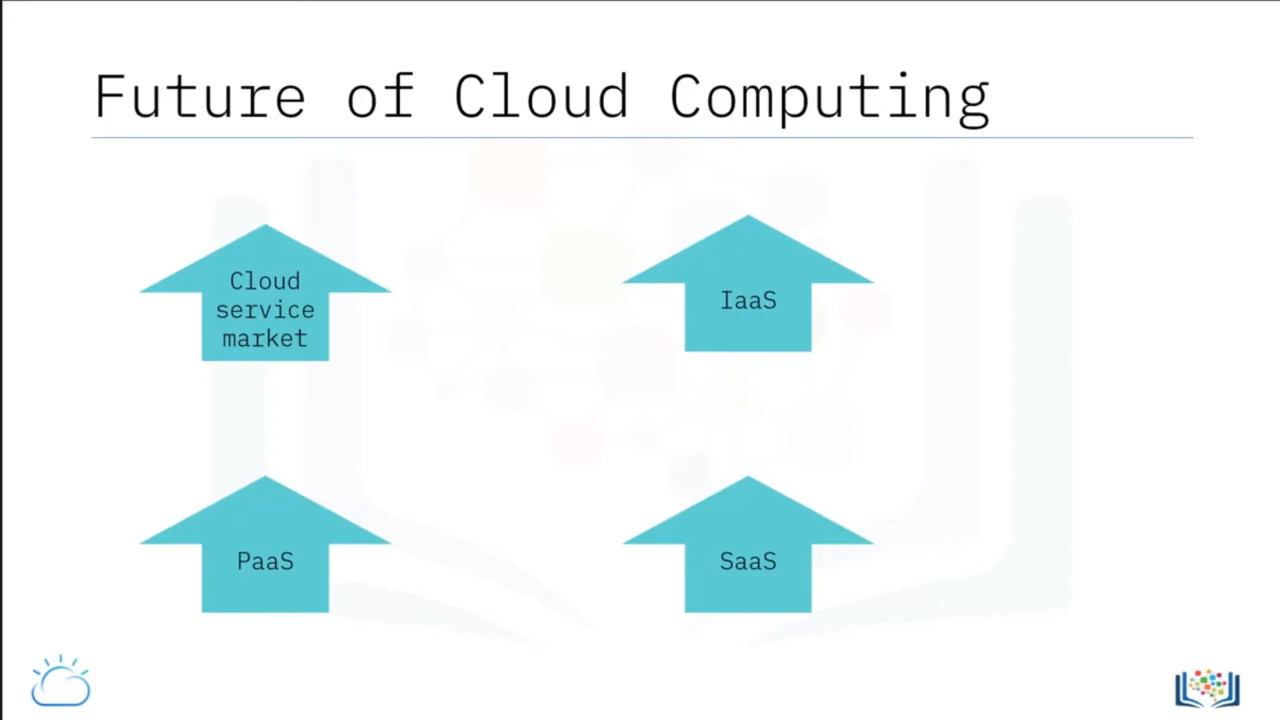 Future of Cloud Computing
Cloud
service
market
IaaS
PaaS
SaaS